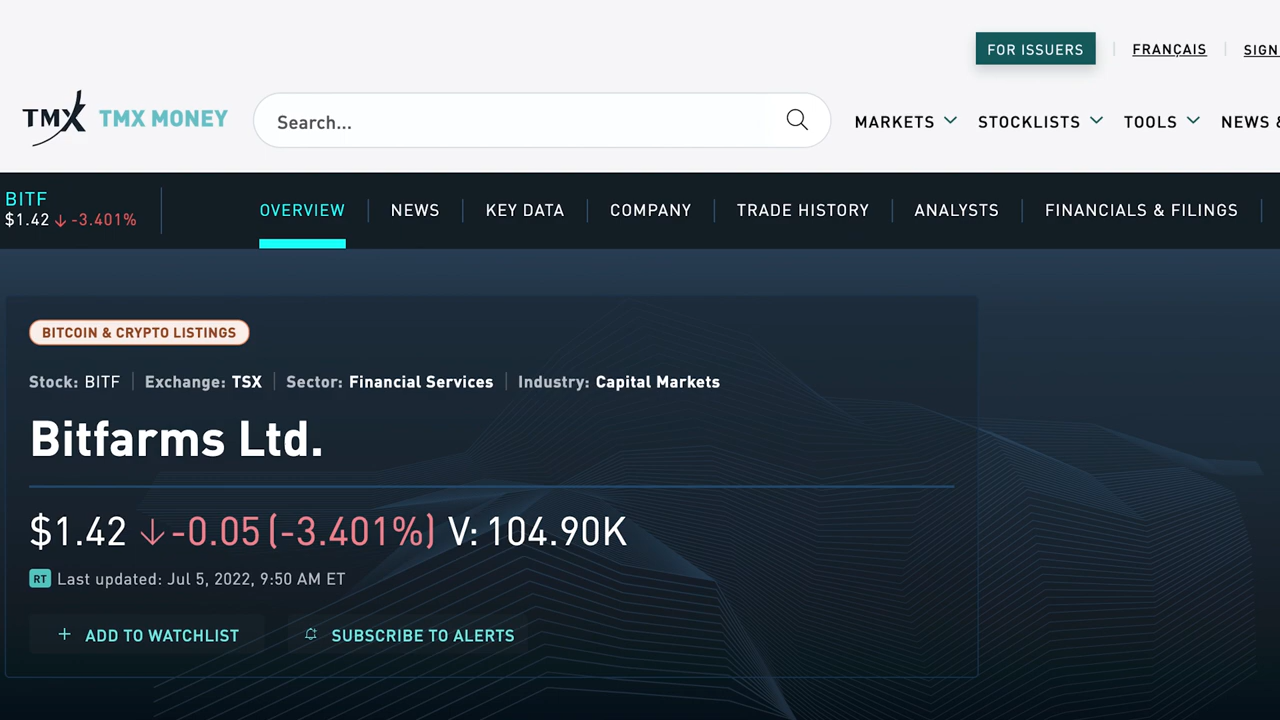 FOR ISSUERS
FRANÇAIS
SIGN
TMX TMX MONEY
Search...
MARKETS
STOCKLISTS
TOOLS
NEWS &
BITF
$1.42 ↓ -3.401%
OVERVIEW
NEWS
KEY DATA
COMPANY
TRADE HISTORY
ANALYSTS
FINANCIALS & FILINGS
BITCOIN & CRYPTO LISTINGS
Stock: BITF | Exchange: TSX | Sector: Financial Services | Industry: Capital Markets
Bitfarms Ltd.
$1.42 ↓ -0.05 (-3.401%) V: 104.90K
RT Last updated: Jul 5, 2022, 9:50 AM ET
+ ADD TO WATCHLIST
SUBSCRIBE TO ALERTS